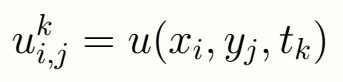 $u_{i,j}^{k} = u(x_i, y_j, t_k)$